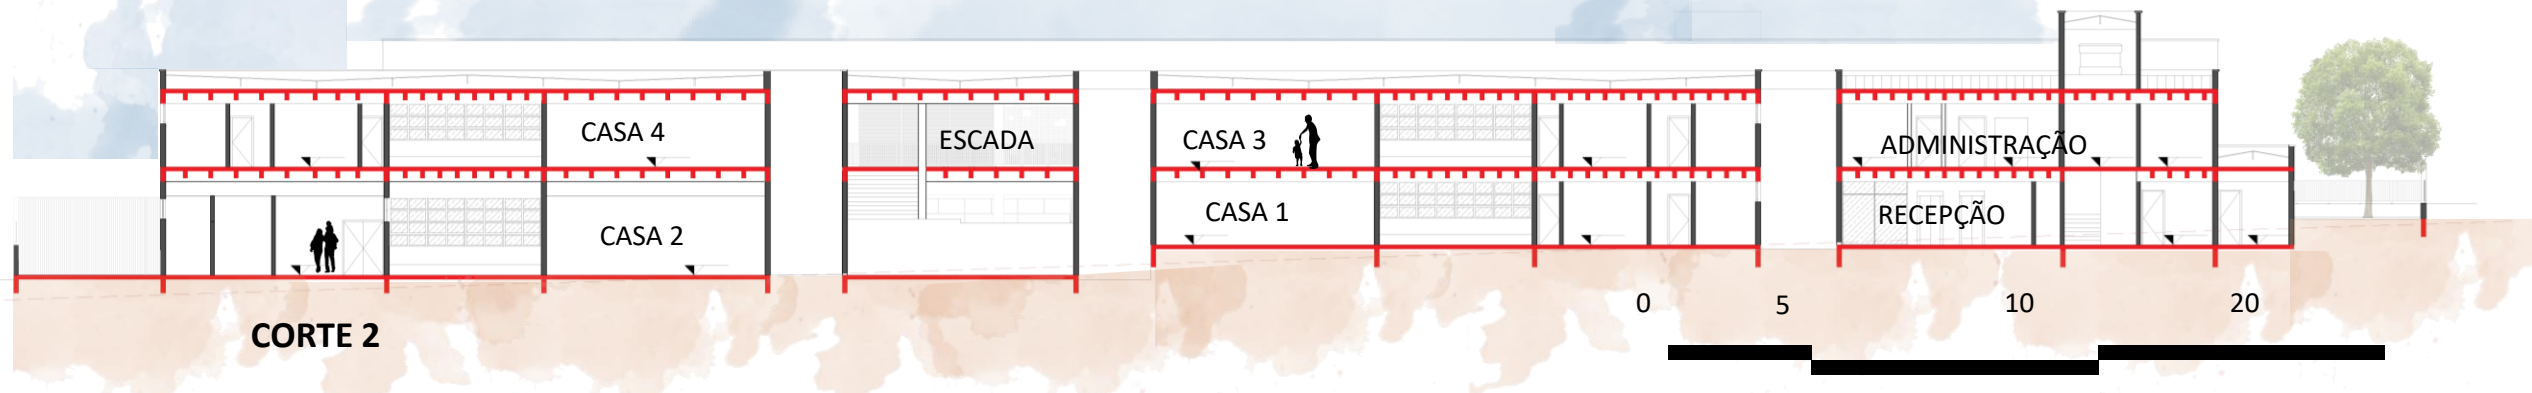 CASA 4
ESCADA
CASA 3
ADMINISTRAÇÃO
CASA 2
CASA 1
RECEPÇÃO
0 5 10 20
CORTE 2